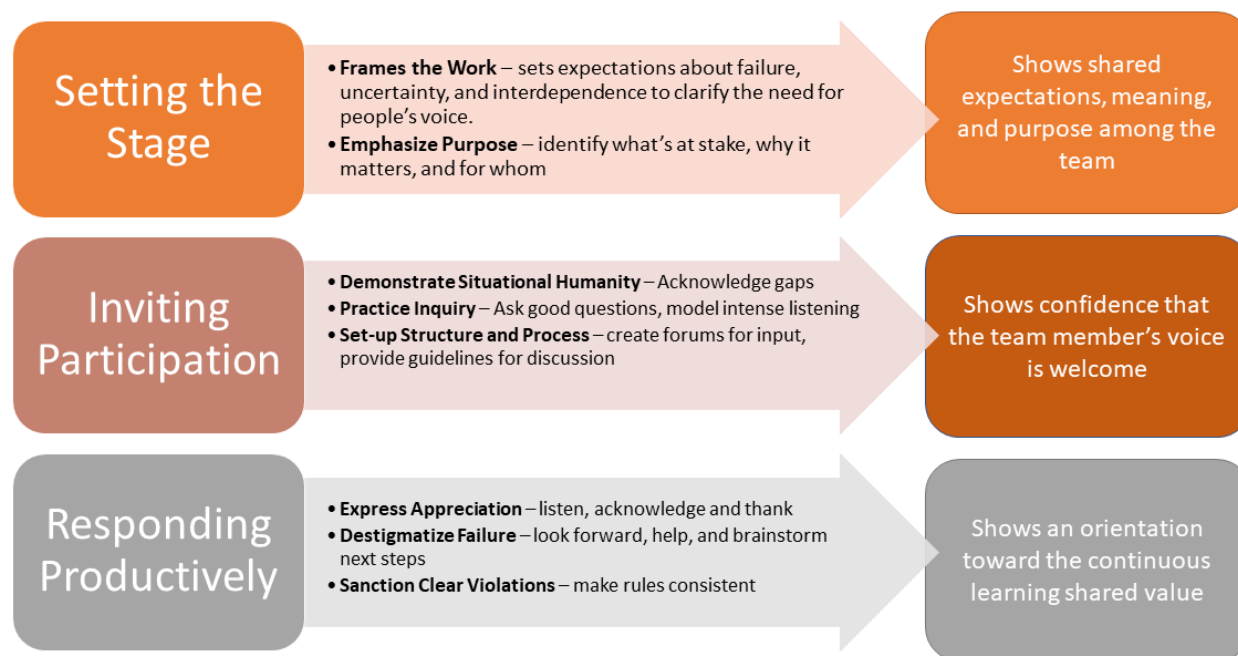 Setting the
Stage
• Frames the Work – sets expectations about failure,
uncertainty, and interdependence to clarify the need for
people’s voice.
• Emphasize Purpose – identify what’s at stake, why it
matters, and for whom
Shows shared
expectations, meaning,
and purpose among the
team
Inviting
Participation
• Demonstrate Situational Humanity – Acknowledge gaps
• Practice Inquiry – Ask good questions, model intense listening
• Set-up Structure and Process – create forums for input,
provide guidelines for discussion
Shows confidence that
the team member’s voice
is welcome
Responding
Productively
• Express Appreciation – listen, acknowledge and thank
• Destigmatize Failure – look forward, help, and brainstorm
next steps
• Sanction Clear Violations – make rules consistent
Shows an orientation
toward the continuous
learning shared value